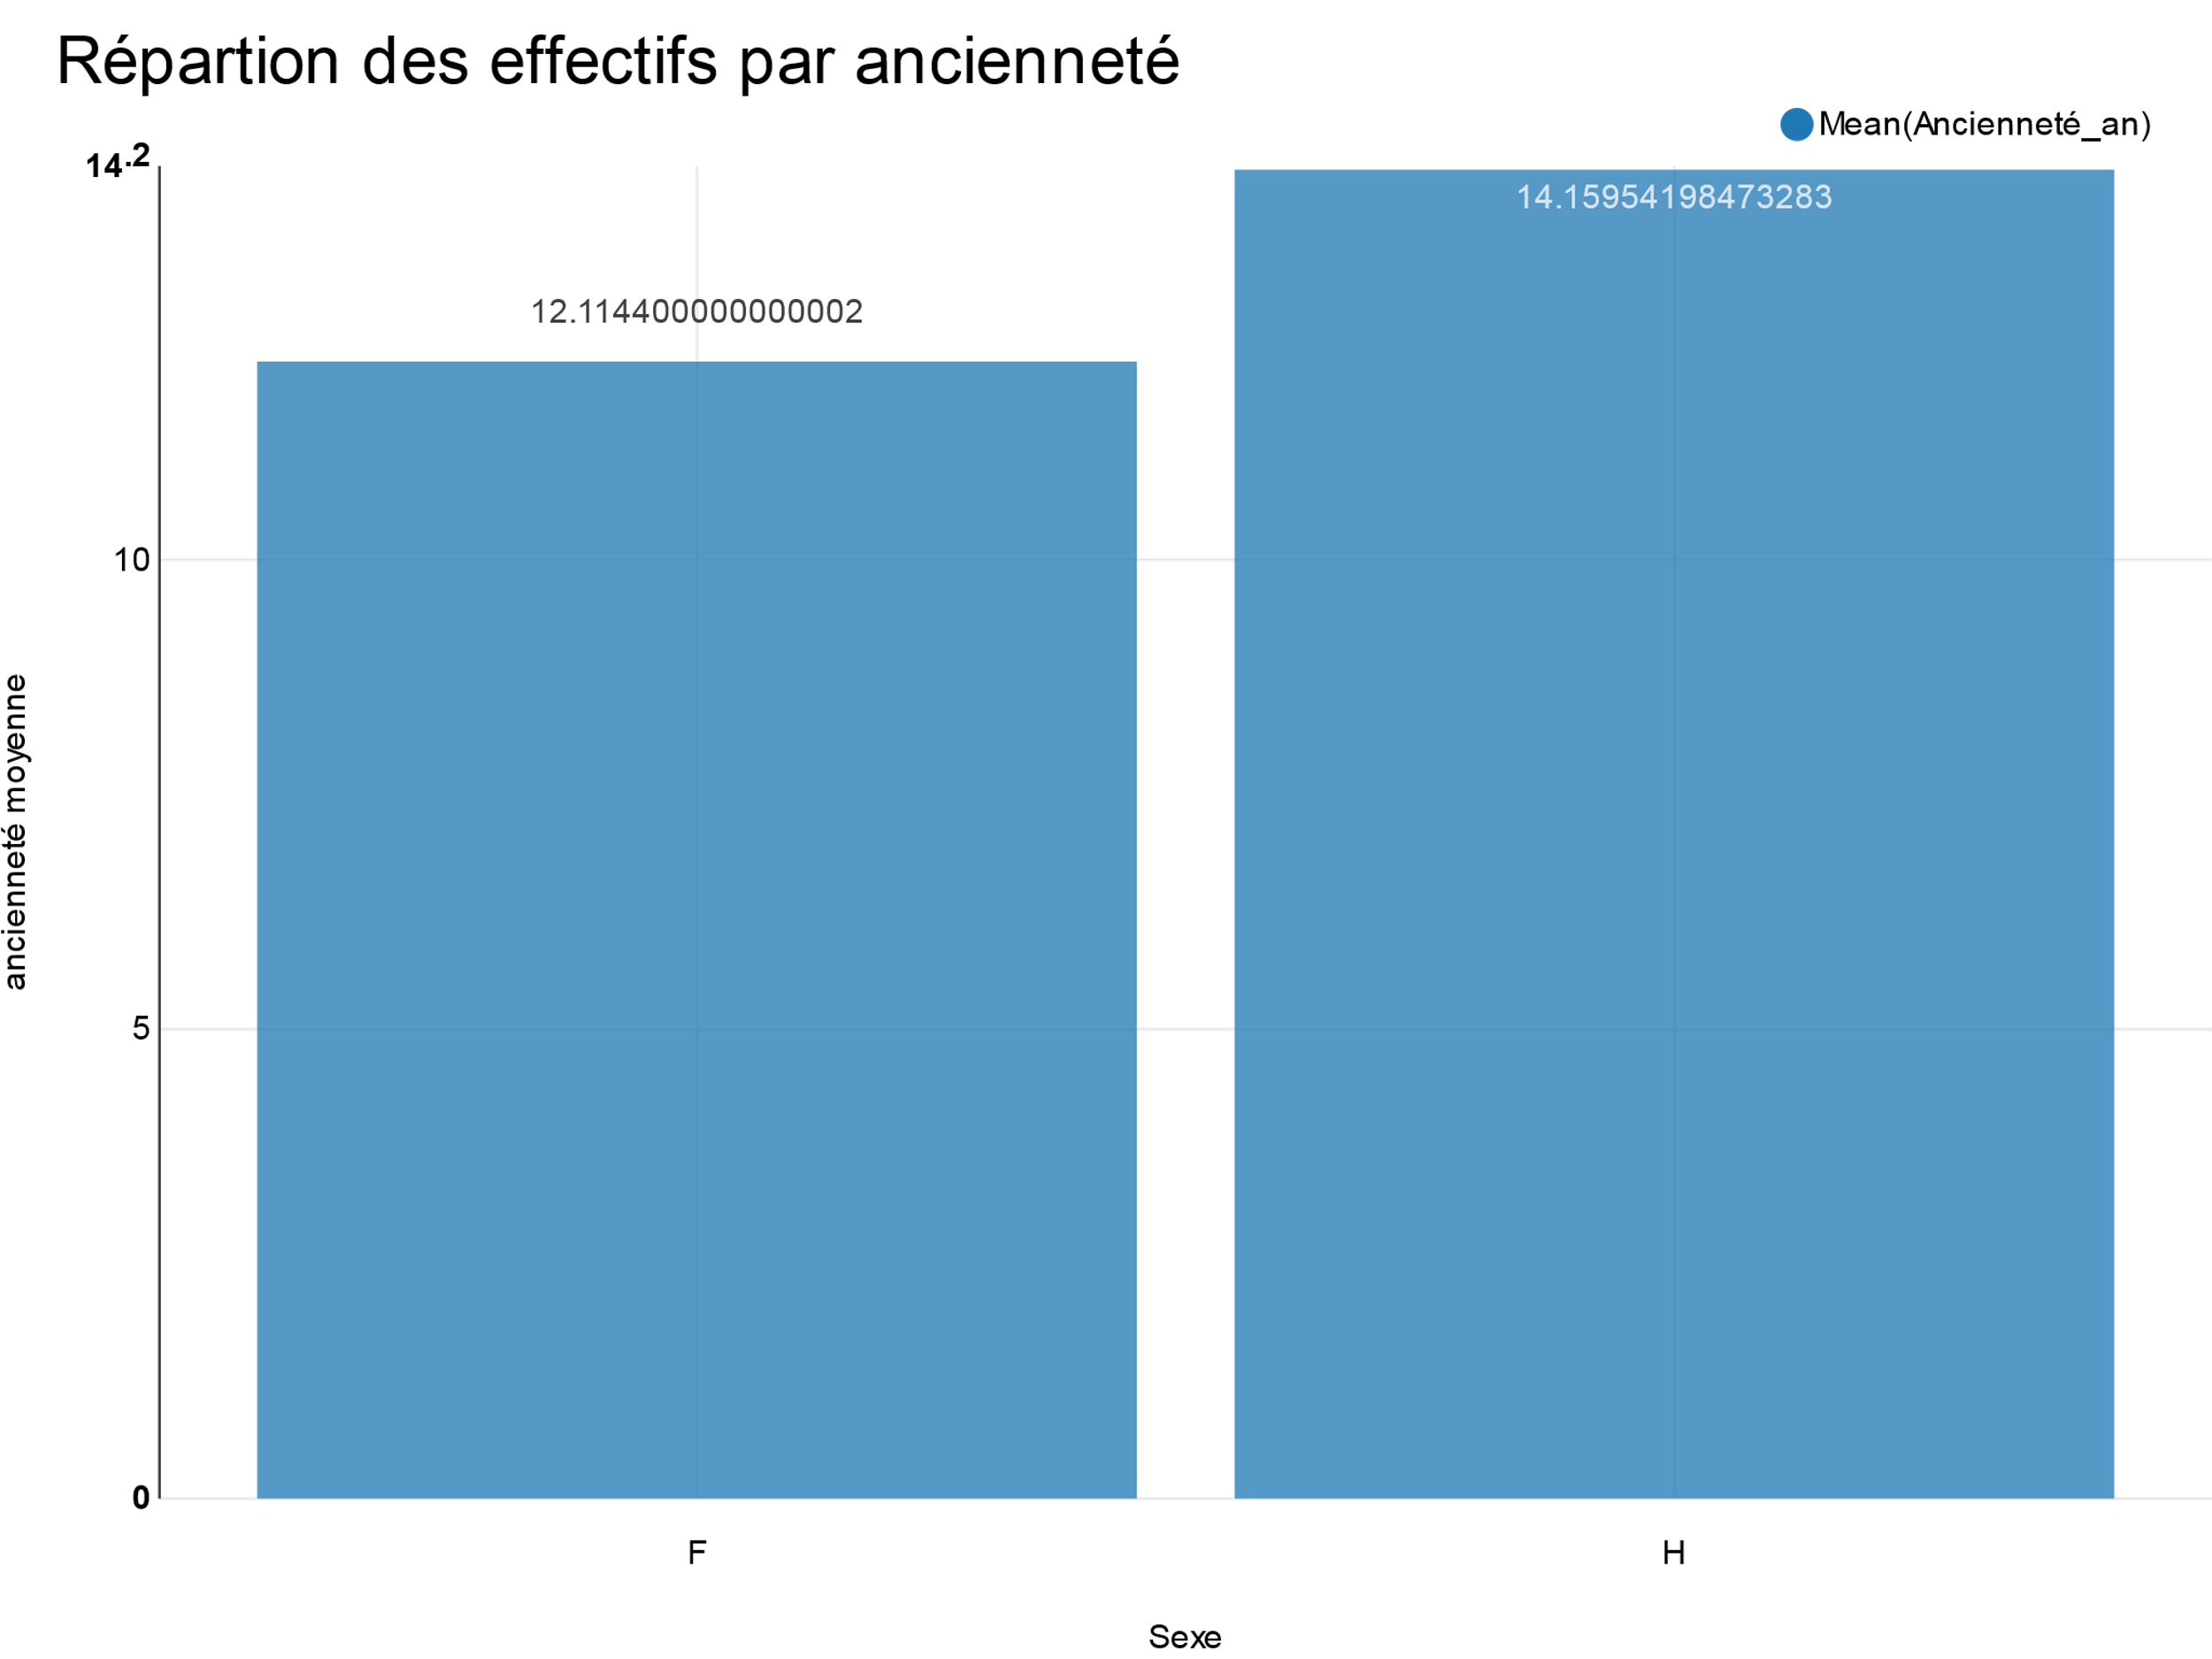 Répartion des effectifs par ancienneté
Mean(Ancienneté_an)
14.2
14.15954198473283
12.114400000000002
10
5
0
ancienneté moyenne
F
H
Sexe